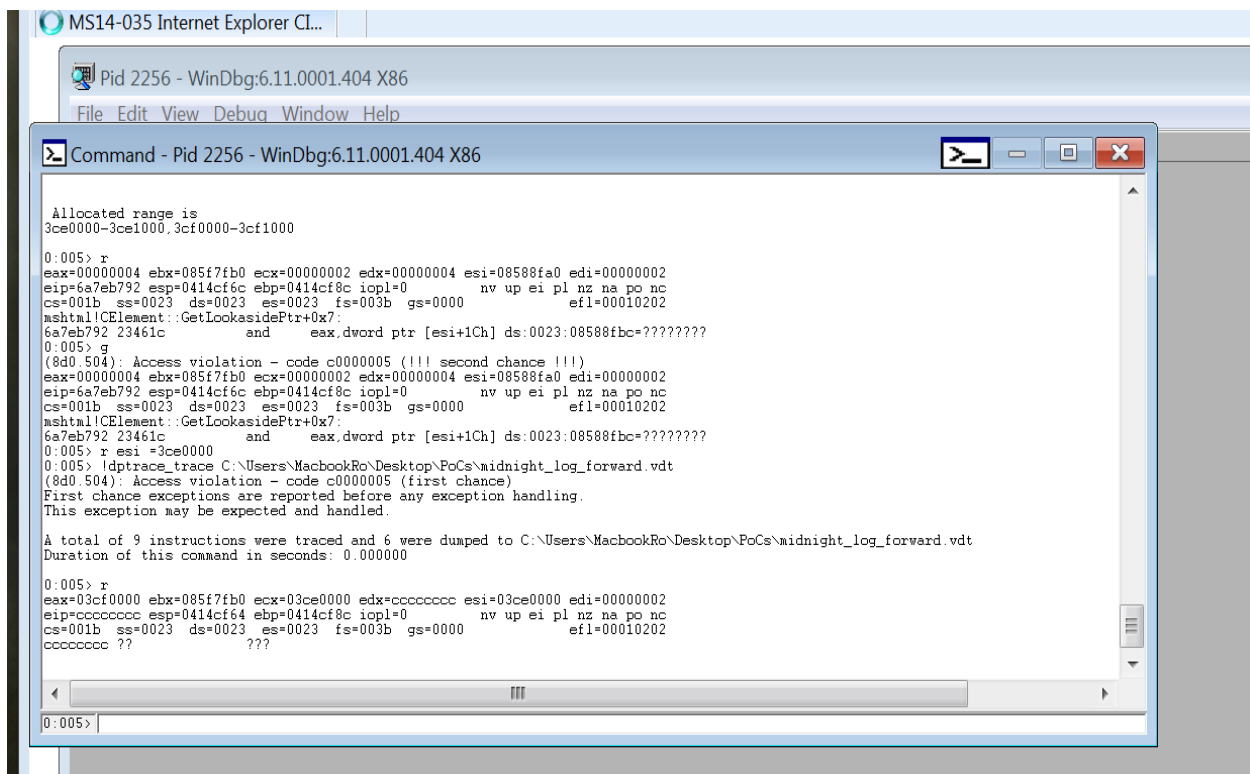 MS14-035 Internet Explorer CI...
Pid 2256 - WinDbg:6.11.0001.404 X86
File Edit View Debug Window Help
Command - Pid 2256 - WinDbg:6.11.0001.404 X86
Allocated range is
3ce0000-3ce1000,3cf0000-3cf1000
0:005> r
eax=00000004 ebx=085f7fb0 ecx=00000002 edx=00000004 esi=08588fa0 edi=00000002
eip=6a7eb792 esp=0414cf6c ebp=0414cf8c iopl=0 nv up ei pl nz na po nc
cs=001b ss=0023 ds=0023 es=0023 fs=003b gs=0000 efl=00010202
mshtml!CElement::GetLookasidePtr+0x7:
6a7eb792 23461c and eax,dword ptr [esi+1Ch] ds:0023:08588fbc=????????
0:005> g
(8d0.504): Access violation - code c0000005 (!!! second chance !!!)
eax=00000004 ebx=085f7fb0 ecx=00000002 edx=00000004 esi=08588fa0 edi=00000002
eip=6a7eb792 esp=0414cf6c ebp=0414cf8c iopl=0 nv up ei pl nz na po nc
cs=001b ss=0023 ds=0023 es=0023 fs=003b gs=0000 efl=00010202
mshtml!CElement::GetLookasidePtr+0x7:
6a7eb792 23461c and eax,dword ptr [esi+1Ch] ds:0023:08588fbc=????????
0:005> r esi =3ce0000
0:005> !dptrace_trace C:\Users\MacbookRo\Desktop\PoCs\midnight_log_forward.vdt
(8d0.504): Access violation - code c0000005 (first chance)
First chance exceptions are reported before any exception handling.
This exception may be expected and handled.
A total of 9 instructions were traced and 6 were dumped to C:\Users\MacbookRo\Desktop\PoCs\midnight_log_forward.vdt
Duration of this command in seconds: 0.000000
0:005> r
eax=03cf0000 ebx=085f7fb0 ecx=03ce0000 edx=cccccccc esi=03ce0000 edi=00000002
eip=cccccccc esp=0414cf64 ebp=0414cf8c iopl=0 nv up ei pl nz na po nc
cs=001b ss=0023 ds=0023 es=0023 fs=003b gs=0000 efl=00010202
cccccccc ?? ???
0:005>